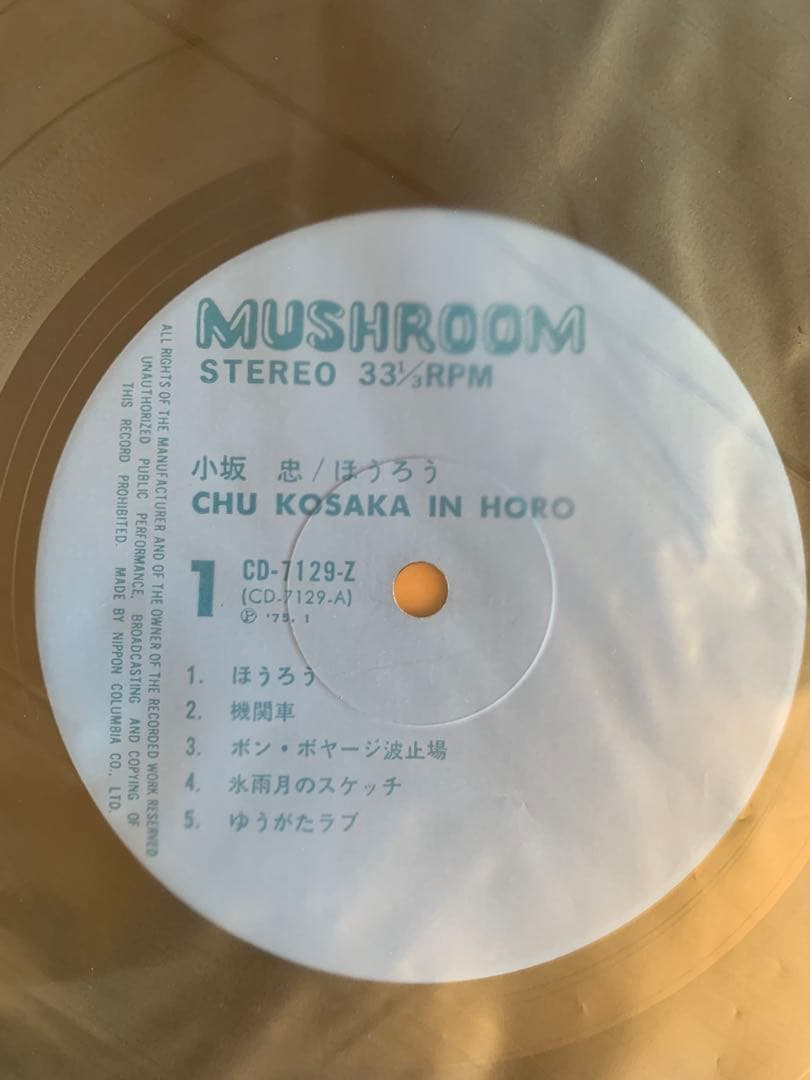 MUSHROOM
STEREO 33⅓RPM
小坂 忠/ほうろう
CHU KOSAKA IN HORO
1
CD-7129-Z
(CD-7129-A)
Ⓟ '75.1
1. ほうろう
2. 機関車
3. ボン・ボヤージ波止場
4. 氷雨月のスケッチ
5. ゆうがたラブ
ALL RIGHTS OF THE MANUFACTURER AND OF THE OWNER OF THE RECORDED WORK RESERVED
UNAUTHORIZED PUBLIC PERFORMANCE, BROADCASTING AND COPYING OF
THIS RECORD PROHIBITED. MADE BY NIPPON COLUMBIA CO., LTD.